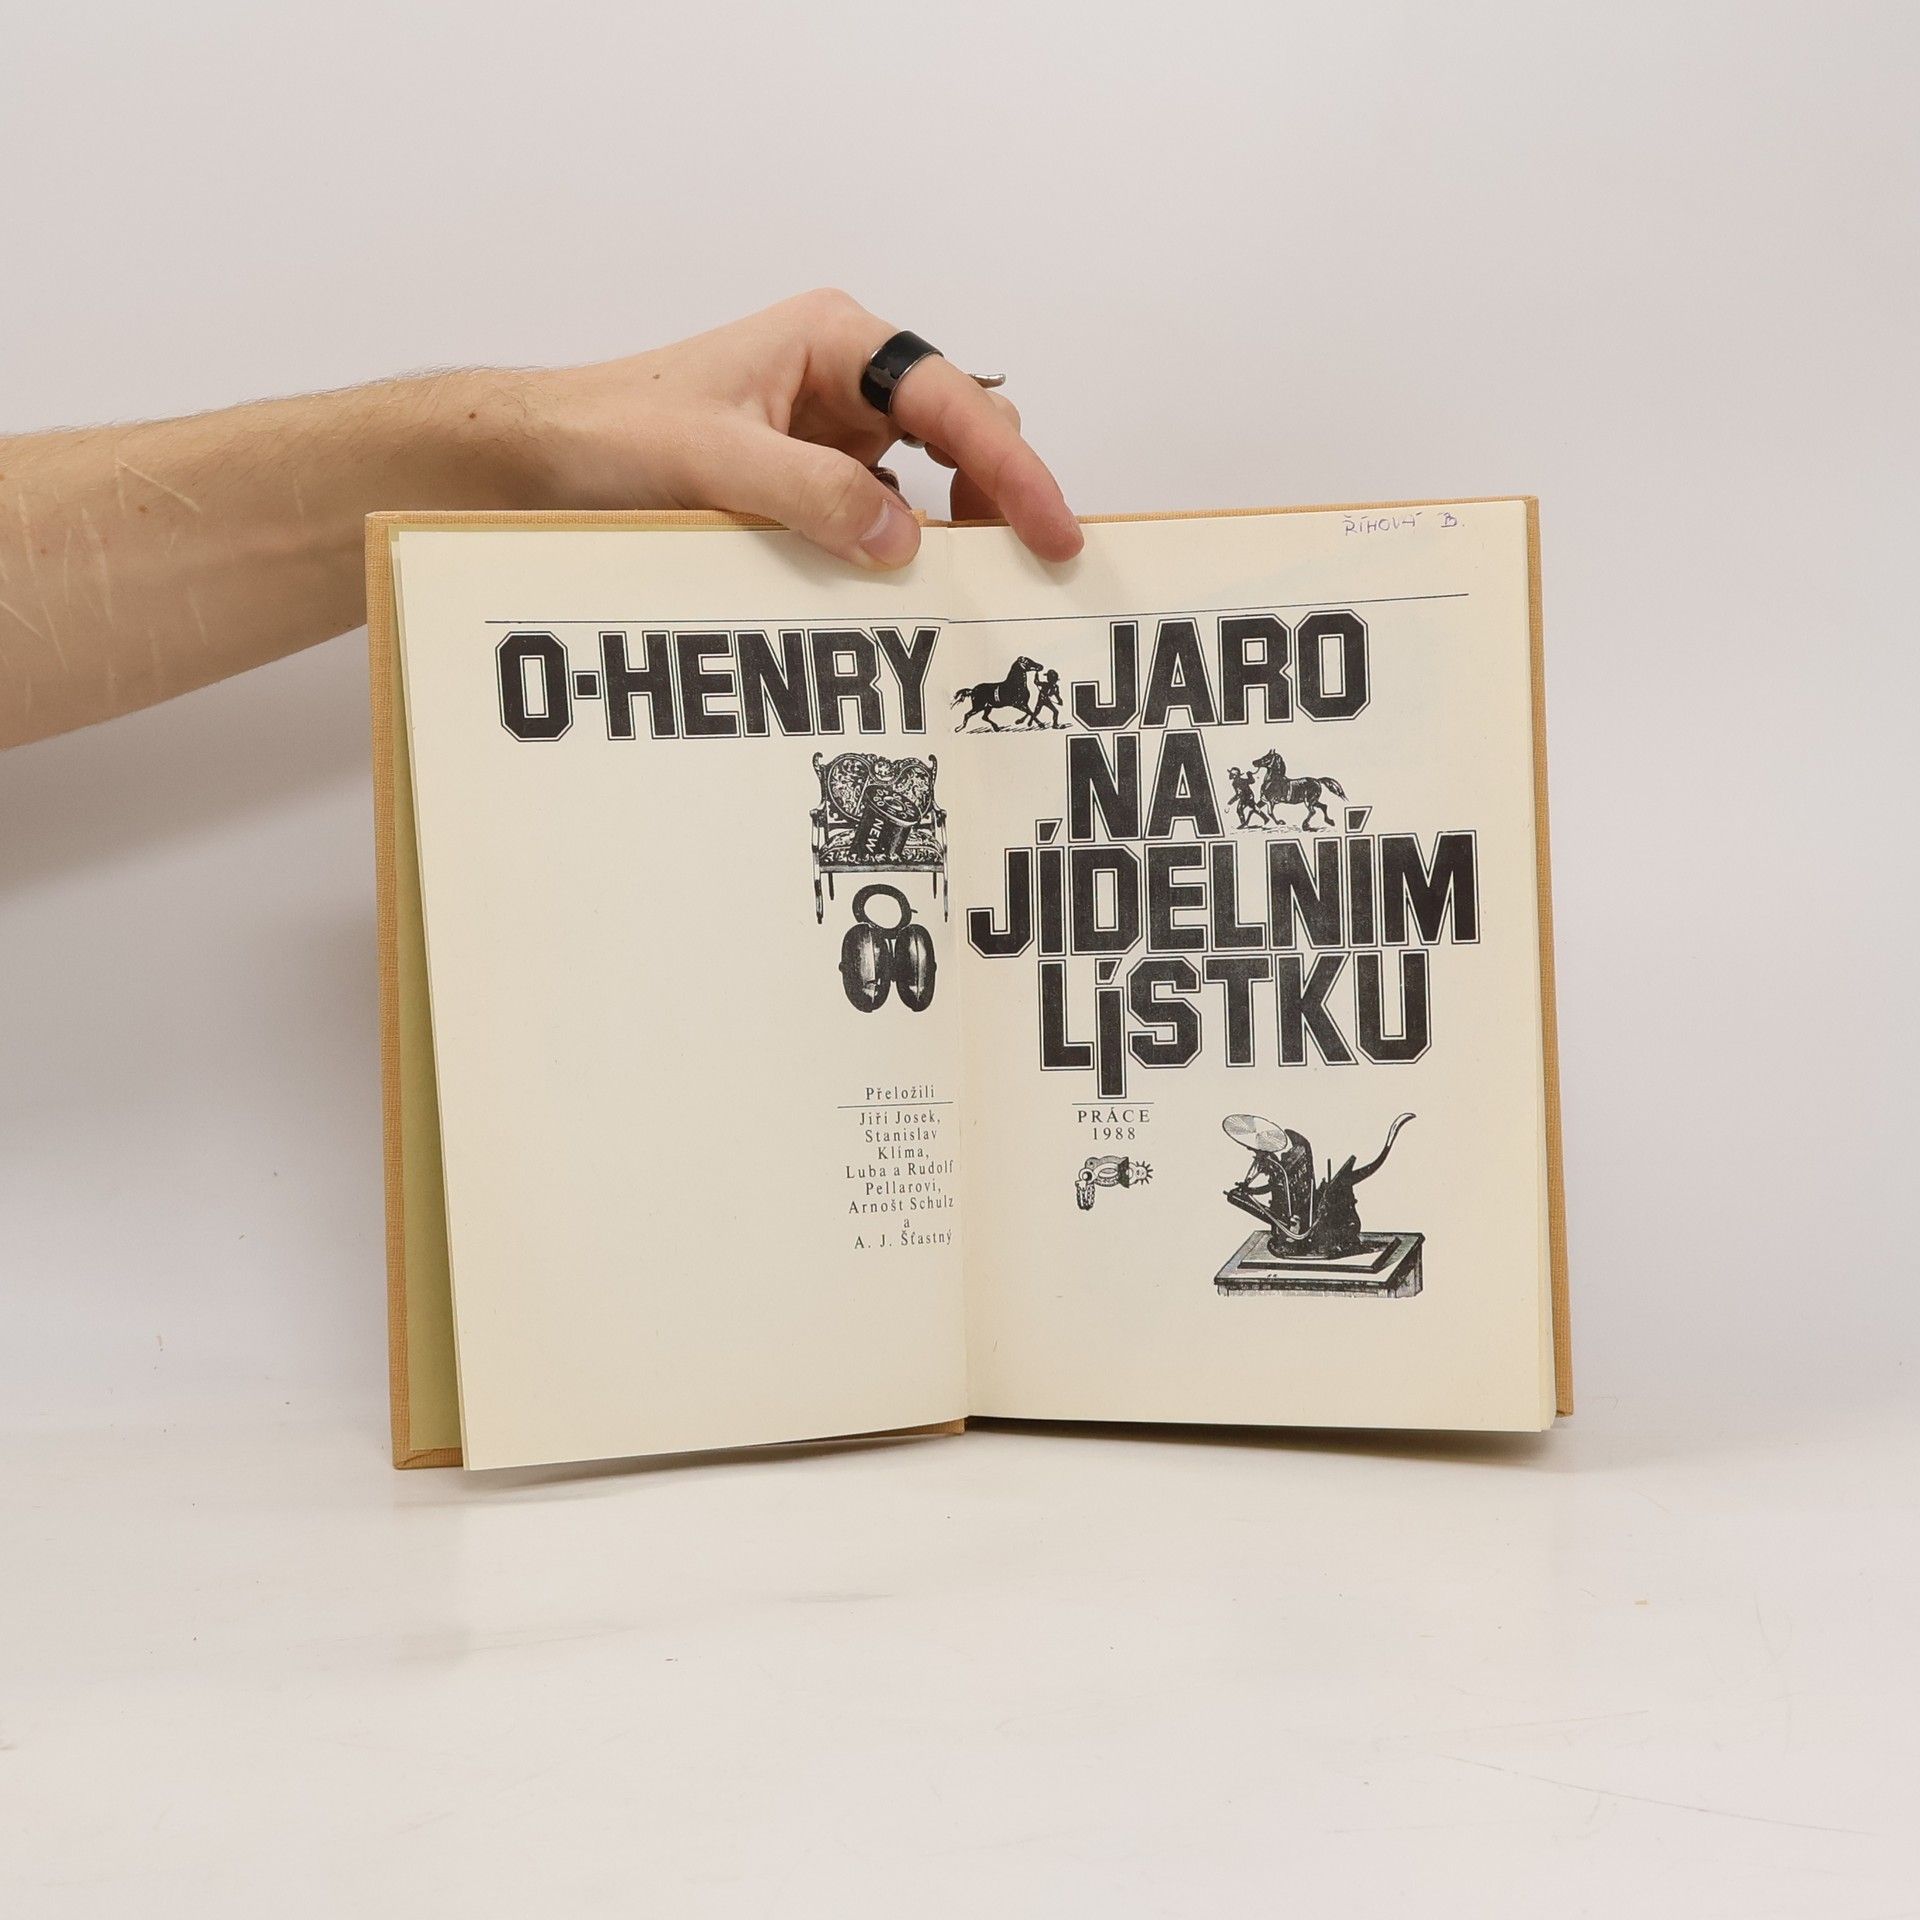 ŘÍHOVÁ B.
O-HENRY
JARO
NA
JÍDELNÍM
LÍSTKU
NEW
Přeložili
Jiří Josek,
Stanislav
Klíma,
Luba a Rudolf
Pellarovi,
Arnošt Schulz
a
A. J. Šťastný
PRÁCE
1988